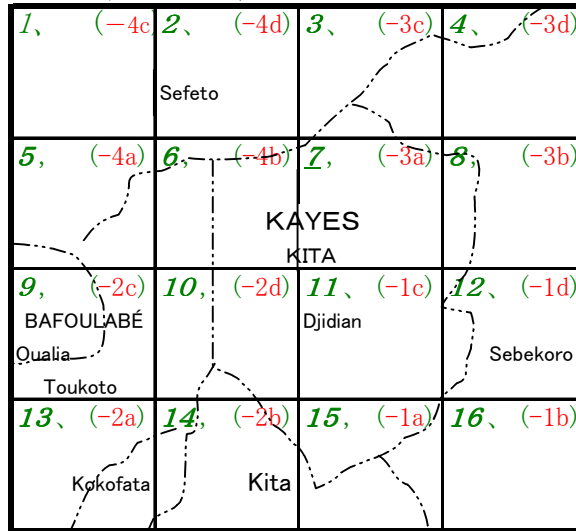 1、 (-4c) 2、 (-4d) 3、 (-3c) 4、 (-3d)
Sefeto
5, (-4a) 6, (-4b) 7, (-3a) 8, (-3b)
KAYES
KITA
9, (-2c) 10, (-2d) 11、 (-1c) 12、 (-1d)
BAFOULABÉ Djidian
Oualia Sebekoro
Toukoto
13、 (-2a) 14, (-2b) 15、 (-1a) 16、 (-1b)
Kokofata Kita